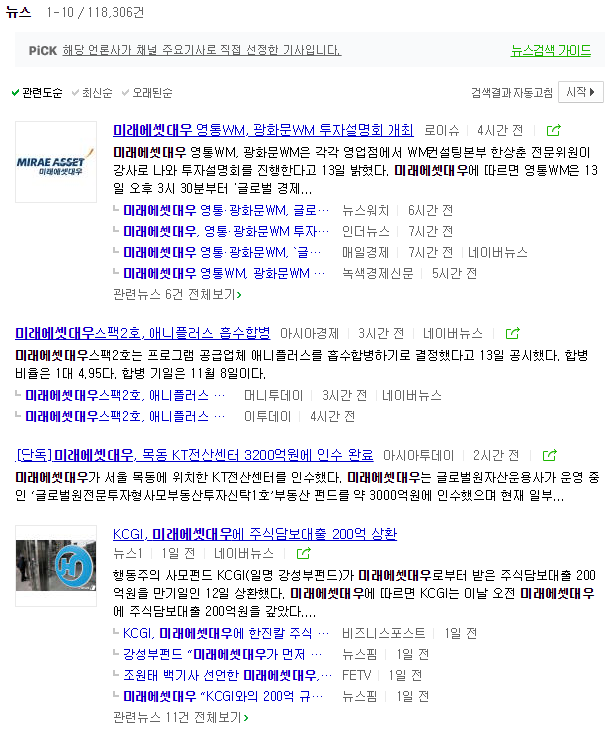 뉴스 1-10 / 118,306건
PiCK 해당 언론사가 채널 주요기사로 직접 선정한 기사입니다. 뉴스검색 가이드
관련도순 최신순 오래된순 검색결과 자동고침 시작
미래에셋대우 영통WM, 광화문WM 투자설명회 개최 로이슈 4시간 전
MIRAE ASSET
미래에셋대우
미래에셋대우 영통WM, 광화문WM은 각각 영업점에서 WM컨설팅본부 한상춘 전문위원이
강사로 나와 투자설명회를 진행한다고 13일 밝혔다. 미래에셋대우에 따르면 영통WM은 13
일 오후 3시 30분부터 '글로벌 경제...
미래에셋대우 영통·광화문WM, 글로··· 뉴스워치 6시간 전
미래에셋대우, 영통·광화문WM 투자··· 인더뉴스 7시간 전
미래에셋대우 영통·광화문WM, `글··· 매일경제 7시간 전 네이버뉴스
미래에셋대우 영통WM, 광화문WM ··· 녹색경제신문 5시간 전
관련뉴스 6건 전체보기
미래에셋대우스팩2호, 애니플러스 흡수합병 아시아경제 3시간 전 네이버뉴스
미래에셋대우스팩2호는 프로그램 공급업체 애니플러스를 흡수합병하기로 결정했다고 13일 공시했다. 합병
비율은 1대 4.95다. 합병 기일은 11월 8일이다.
미래에셋대우스팩2호, 애니플러스 ··· 머니투데이 3시간 전 네이버뉴스
미래에셋대우스팩2호, 애니플러스 ··· 이투데이 4시간 전
[단독]미래에셋대우, 목동 KT전산센터 3200억원에 인수 완료 아시아투데이 2시간 전
미래에셋대우가 서울 목동에 위치한 KT전산센터를 인수했다. 미래에셋대우는 글로벌원자산운용사가 운영 중
인 '글로벌원전문투자형사모부동산투자신탁1호'부동산 펀드를 약 3000억원에 인수했으며 현재 일부...
KCGI, 미래에셋대우에 주식담보대출 200억 상환
뉴스1 1일 전 네이버뉴스
행동주의 사모펀드 KCGI(일명 강성부펀드)가 미래에셋대우로부터 받은 주식담보대출 200
억원을 만기일인 12일 상환했다. 미래에셋대우에 따르면 KCGI는 이날 오전 미래에셋대우
에 주식담보대출 200억원을 갚았다....
KCGI, 미래에셋대우에 한진칼 주식 ··· 비즈니스포스트 1일 전
강성부펀드 “미래에셋대우가 먼저 ··· 뉴스핌 1일 전
조원태 백기사 선언한 미래에셋대우,··· FETV 1일 전
미래에셋대우 “KCGI와의 200억 규··· 뉴스핌 1일 전
관련뉴스 11건 전체보기